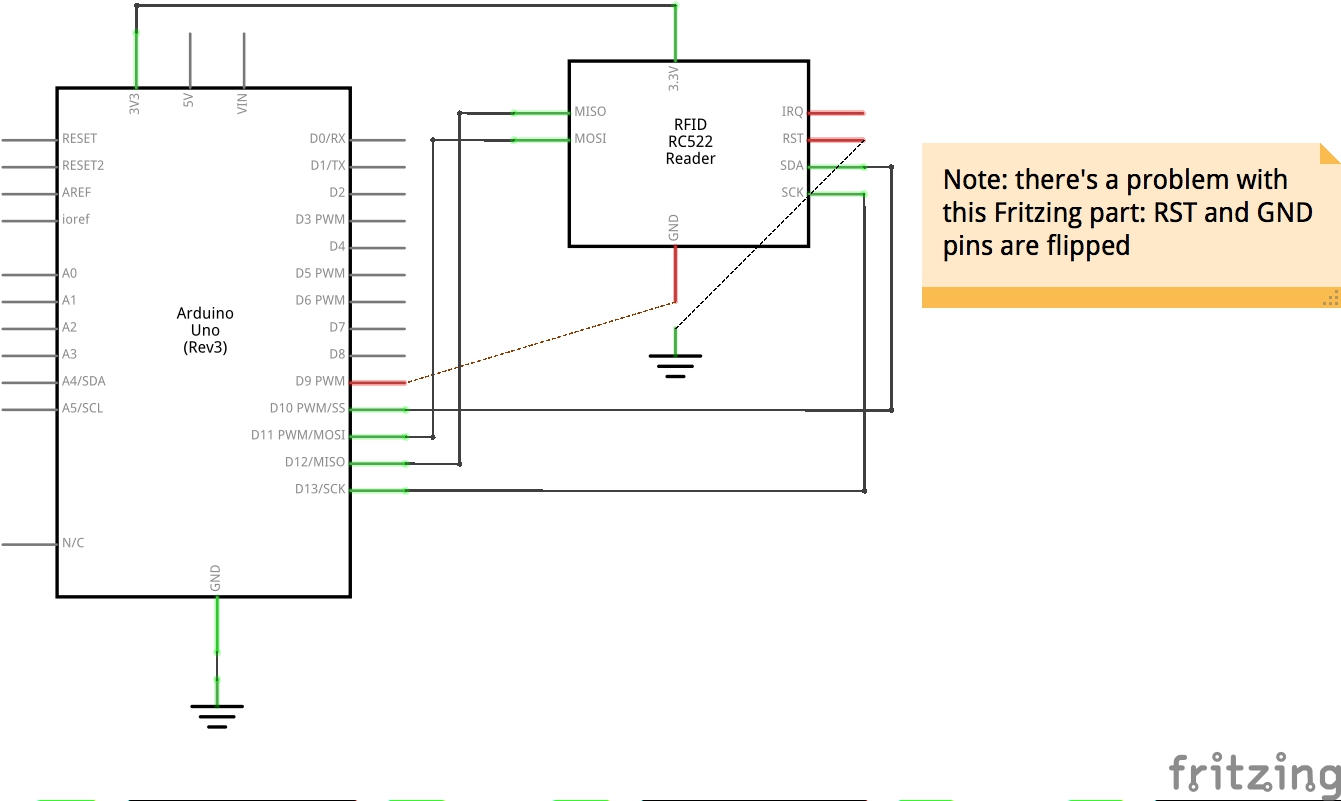 3V3
5V
VIN
RESET
RESET2
AREF
ioref
A0
A1
A2
A3
A4/SDA
A5/SCL
N/C
Arduino
Uno
(Rev3)
D0/RX
D1/TX
D2
D3 PWM
D4
D5 PWM
D6 PWM
D7
D8
D9 PWM
D10 PWM/SS
D11 PWM/MOSI
D12/MISO
D13/SCK
GND
3.3V
MISO
MOSI
RFID
RC522
Reader
IRQ
RST
SDA
SCK
GND
Note: there's a problem with
this Fritzing part: RST and GND
pins are flipped
fritzing